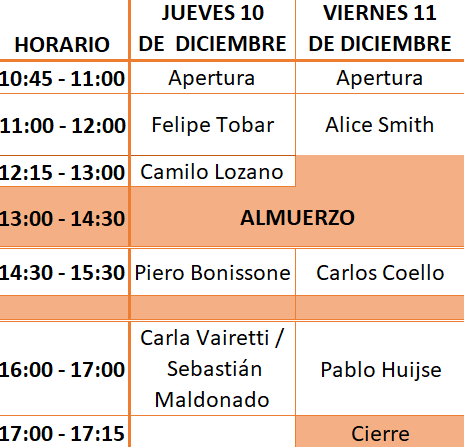 HORARIO
JUEVES 10
DE DICIEMBRE
VIERNES 11
DE DICIEMBRE
10:45 - 11:00
Apertura
Apertura
11:00 - 12:00
Felipe Tobar
Alice Smith
12:15 - 13:00
Camilo Lozano
13:00 - 14:30
ALMUERZO
14:30 - 15:30
Piero Bonissone
Carlos Coello
16:00 - 17:00
Carla Vairetti /
Sebastián
Maldonado
Pablo Huijse
17:00 - 17:15
Cierre